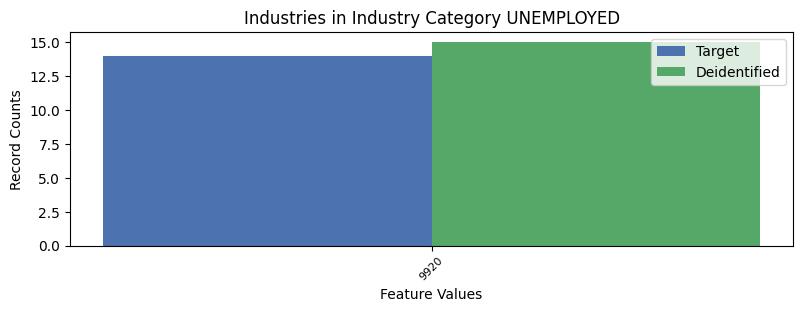 Industries in Industry Category UNEMPLOYED
Target
Deidentified
Record Counts
15.0
12.5
10.0
7.5
5.0
2.5
0.0
9920
Feature Values